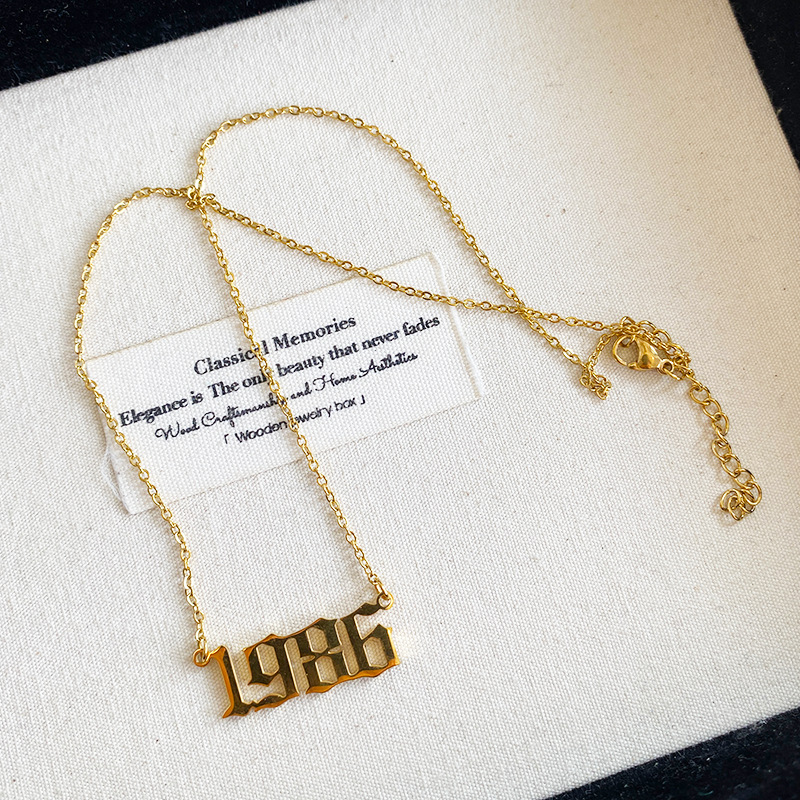 Classical Memories
Elegance is The only beauty that never fades
Wood Craftsmanship and Home Aesthetics
「 Wooden jewelry box 」
1986